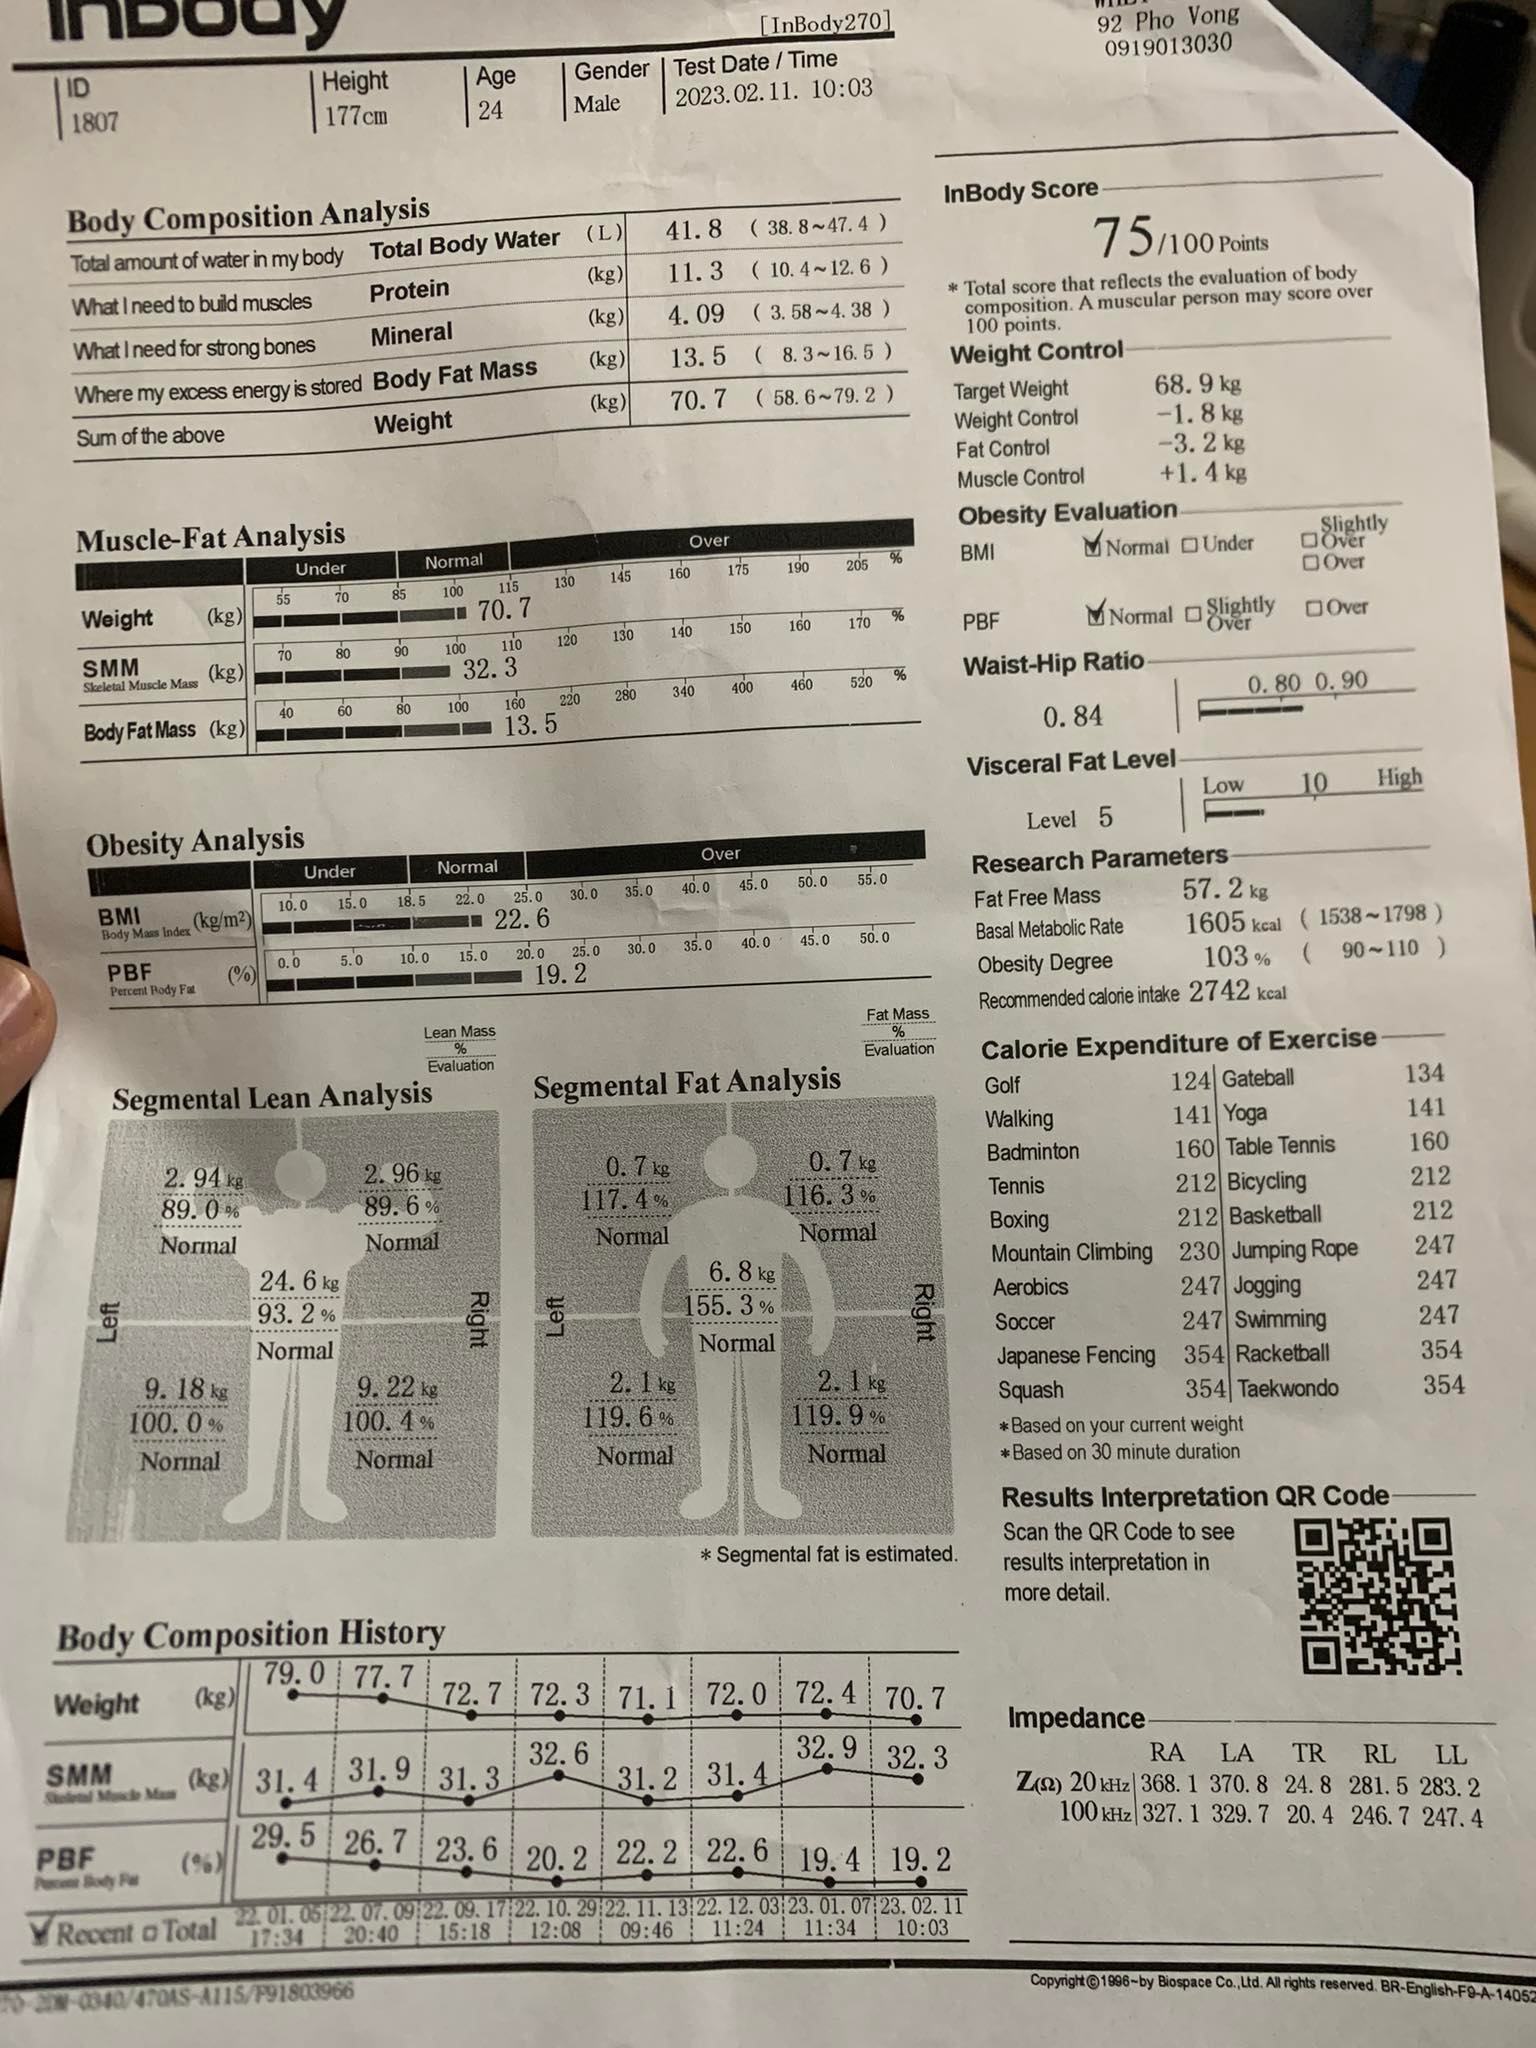 InBody
[InBody270]
92 Pho Vong
0919013030
ID
1807
Height
177cm
Age
24
Gender
Male
Test Date / Time
2023.02.11. 10:03
Body Composition Analysis
Total amount of water in my body Total Body Water (L) 41.8 ( 38.8~47.4 )
What I need to build muscles Protein (kg) 11.3 ( 10.4~12.6 )
What I need for strong bones Mineral (kg) 4.09 ( 3.58~4.38 )
Where my excess energy is stored Body Fat Mass (kg) 13.5 ( 8.3~16.5 )
Sum of the above Weight (kg) 70.7 ( 58.6~79.2 )
Muscle-Fat Analysis
Under Normal Over
55 70 85 100 115 130 145 160 175 190 205 %
Weight (kg) 70.7
70 80 90 100 110 120 130 140 150 160 170 %
SMM (kg) 32.3
Skeletal Muscle Mass
40 60 80 100 160 220 280 340 400 460 520 %
Body Fat Mass (kg) 13.5
Obesity Analysis
Under Normal Over
10.0 15.0 18.5 22.0 25.0 30.0 35.0 40.0 45.0 50.0 55.0
BMI (kg/m²) 22.6
Body Mass Index
0.0 5.0 10.0 15.0 20.0 25.0 30.0 35.0 40.0 45.0 50.0
PBF (%) 19.2
Percent Body Fat
Lean Mass
%
Evaluation
Segmental Lean Analysis
2.94 kg 2.96 kg
89.0 % 89.6 %
Normal Normal
24.6 kg
93.2 %
Normal
Left Right
9.18 kg 9.22 kg
100.0 % 100.4 %
Normal Normal
Fat Mass
%
Evaluation
Segmental Fat Analysis
0.7 kg 0.7 kg
117.4 % 116.3 %
Normal Normal
6.8 kg
155.3 %
Normal
Left Right
2.1 kg 2.1 kg
119.6 % 119.9 %
Normal Normal
* Segmental fat is estimated.
Body Composition History
Weight (kg) 79.0 77.7 72.7 72.3 71.1 72.0 72.4 70.7
SMM (kg) 31.4 31.9 31.3 32.6 31.2 31.4 32.9 32.3
Skeletal Muscle Mass
PBF (%) 29.5 26.7 23.6 20.2 22.2 22.6 19.4 19.2
Percent Body Fat
Recent Total 22.01.05 22.07.09 22.09.17 22.10.29 22.11.13 22.12.03 23.01.07 23.02.11
17:34 20:40 15:18 12:08 09:46 11:24 11:34 10:03
InBody Score
75/100 Points
* Total score that reflects the evaluation of body
composition. A muscular person may score over
100 points.
Weight Control
Target Weight 68.9 kg
Weight Control -1.8 kg
Fat Control -3.2 kg
Muscle Control +1.4 kg
Obesity Evaluation
BMI Normal Under Slightly Over Over
PBF Normal Slightly Over Over
Waist-Hip Ratio
0.84 0.80 0.90
Visceral Fat Level
Level 5 Low 10 High
Research Parameters
Fat Free Mass 57.2 kg
Basal Metabolic Rate 1605 kcal ( 1538~1798 )
Obesity Degree 103 % ( 90~110 )
Recommended calorie intake 2742 kcal
Calorie Expenditure of Exercise
Golf 124 Gateball 134
Walking 141 Yoga 141
Badminton 160 Table Tennis 160
Tennis 212 Bicycling 212
Boxing 212 Basketball 212
Mountain Climbing 230 Jumping Rope 247
Aerobics 247 Jogging 247
Soccer 247 Swimming 247
Japanese Fencing 354 Racketball 354
Squash 354 Taekwondo 354
*Based on your current weight
*Based on 30 minute duration
Results Interpretation QR Code
Scan the QR Code to see
results interpretation in
more detail.
Impedance
RA LA TR RL LL
Z(Ω) 20 kHz 368.1 370.8 24.8 281.5 283.2
100 kHz 327.1 329.7 20.4 246.7 247.4
Copyright©1996~by Biospace Co.,Ltd. All rights reserved. BR-English-F9-A-14052